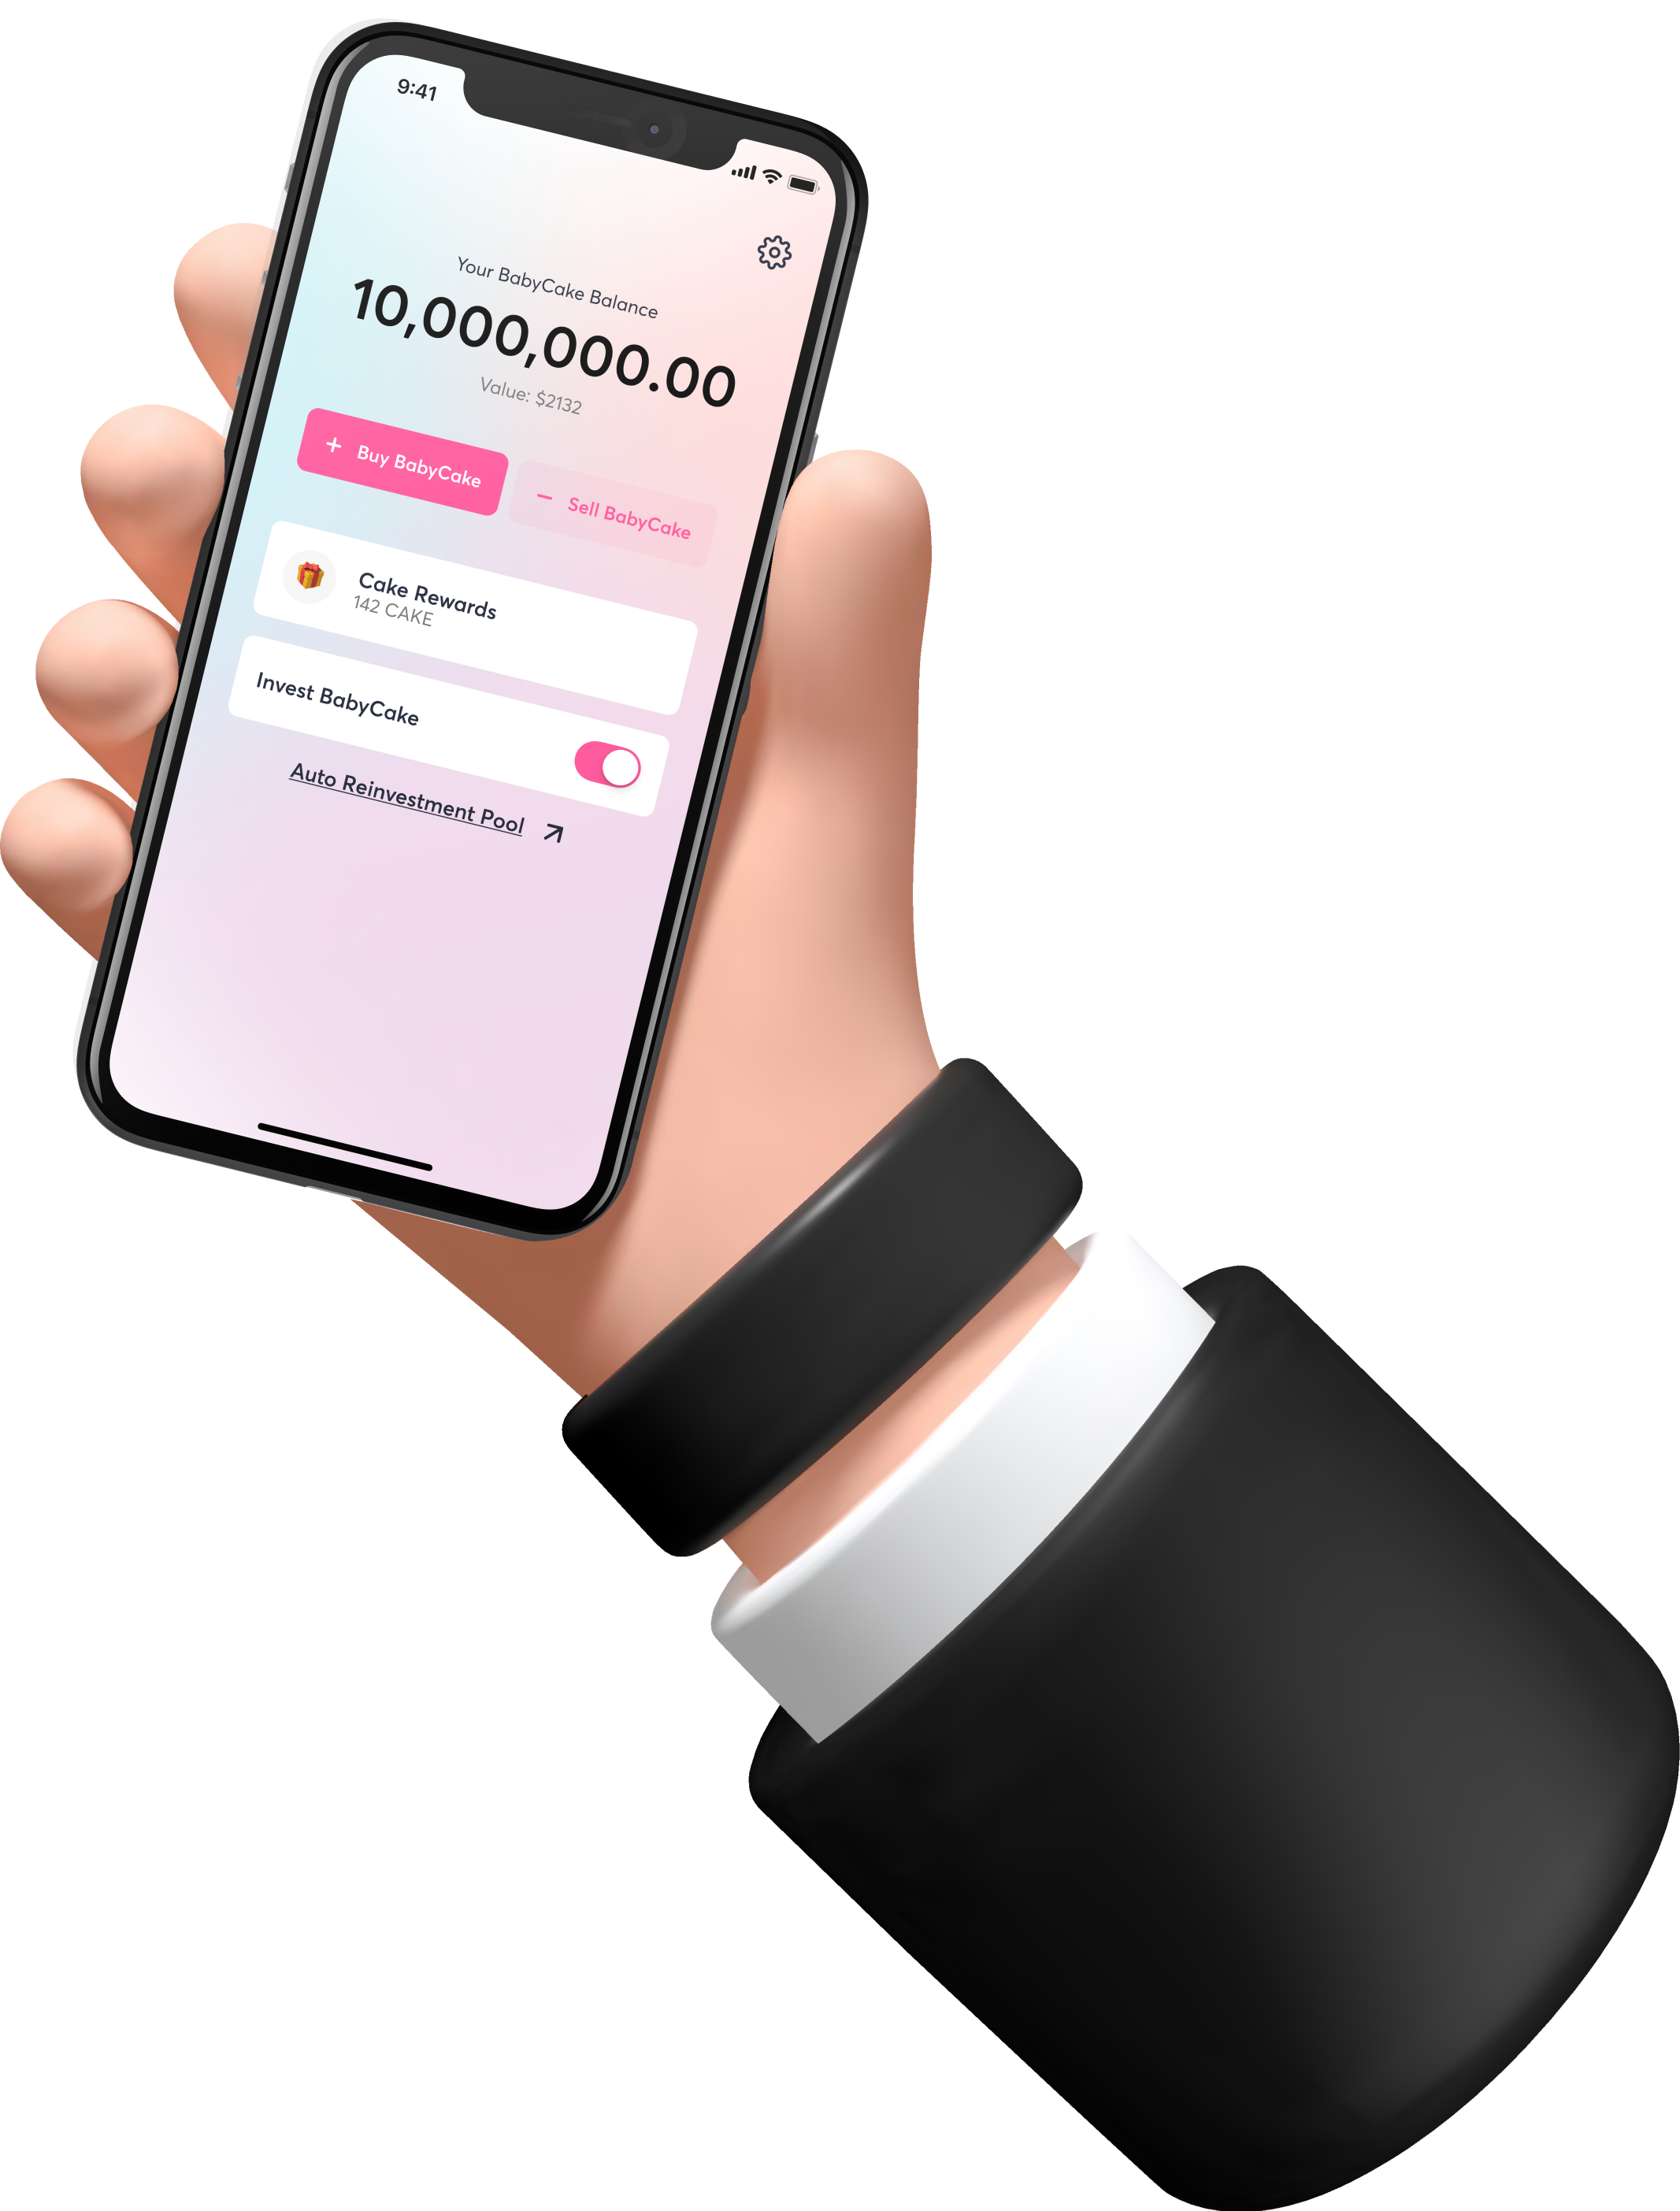 9:41
Your BabyCake Balance
10,000,000.00
Value: $2132
+ Buy BabyCake
− Sell BabyCake
Cake Rewards
142 CAKE
Invest BabyCake
Auto Reinvestment Pool